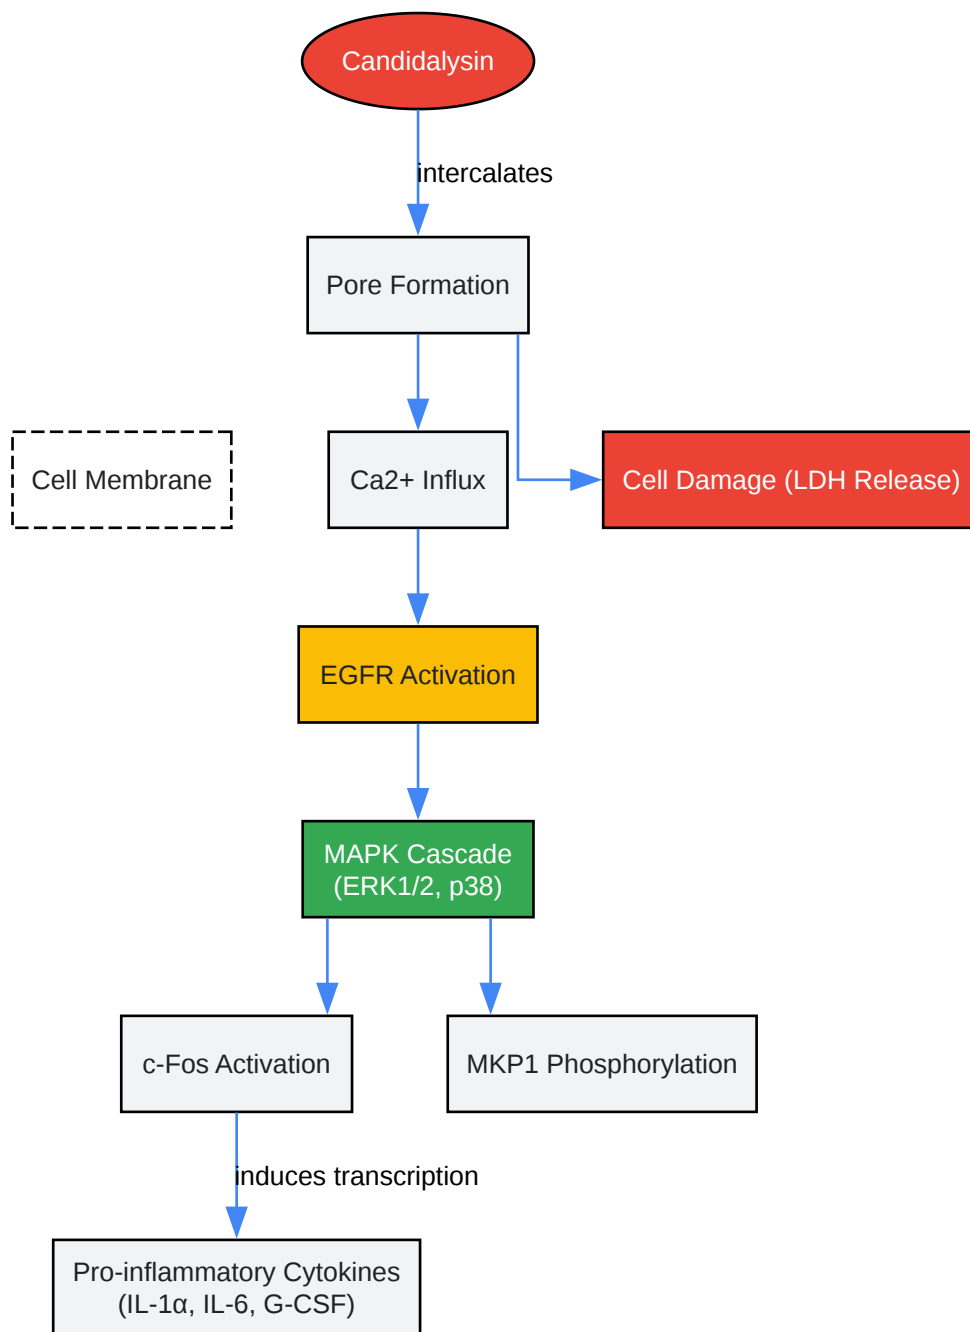 Candidalysin
intercalates
Pore Formation
Cell Membrane
Ca2+ Influx
Cell Damage (LDH Release)
EGFR Activation
MAPK Cascade
(ERK1/2, p38)
c-Fos Activation
MKP1 Phosphorylation
induces transcription
Pro-inflammatory Cytokines
(IL-1α, IL-6, G-CSF)